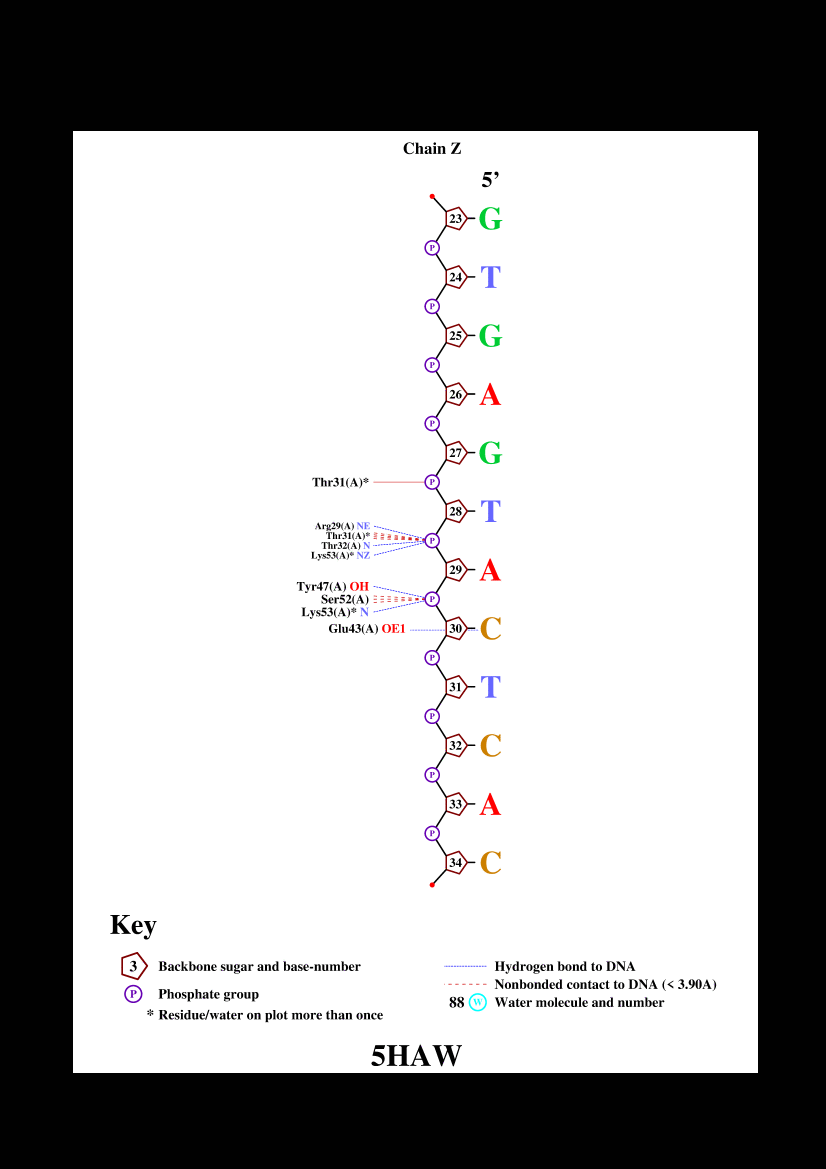 Chain Z
5’
23 G
P
24 T
P
25 G
P
26 A
P
27 G
Thr31(A)* P
28 T
Arg29(A) NE
Thr31(A)*
P
Thr32(A) N
Lys53(A)* NZ
29 A
Tyr47(A) OH
Ser52(A) P
Lys53(A)* N
Glu43(A) OE1 30 C
P
31 T
P
32 C
P
33 A
P
34 C
Key
3 Backbone sugar and base-number
P Phosphate group
* Residue/water on plot more than once
Hydrogen bond to DNA
Nonbonded contact to DNA (< 3.90A)
88 W Water molecule and number
5HAW